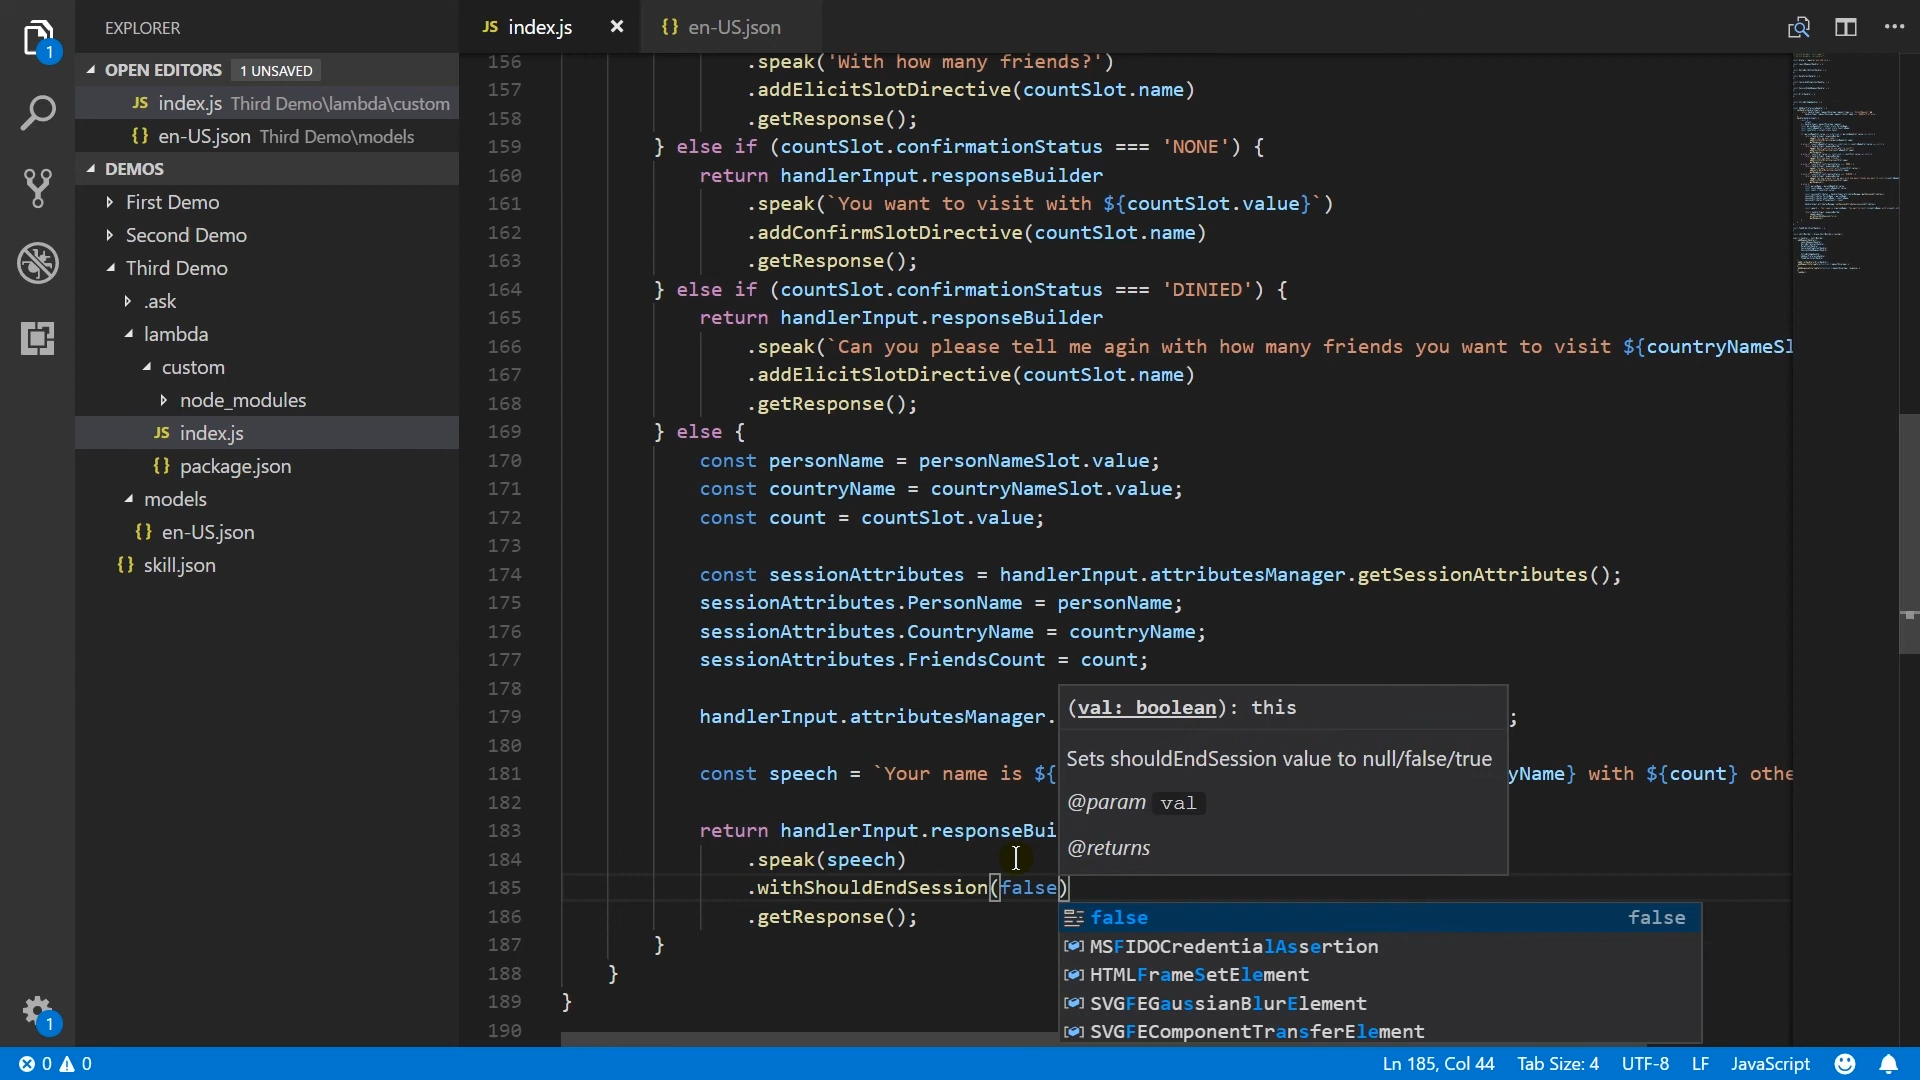 1
EXPLORER
OPEN EDITORS 1 UNSAVED
JS index.js Third Demo\lambda\custom
{} en-US.json Third Demo\models
DEMOS
First Demo
Second Demo
Third Demo
.ask
lambda
custom
node_modules
JS index.js
{} package.json
models
{} en-US.json
{} skill.json
1
JS index.js ×
{} en-US.json
156 .speak('With how many friends?')
157 .addElicitSlotDirective(countSlot.name)
158 .getResponse();
159 } else if (countSlot.confirmationStatus === 'NONE') {
160 return handlerInput.responseBuilder
161 .speak(`You want to visit with ${countSlot.value}`)
162 .addConfirmSlotDirective(countSlot.name)
163 .getResponse();
164 } else if (countSlot.confirmationStatus === 'DINIED') {
165 return handlerInput.responseBuilder
166 .speak(`Can you please tell me agin with how many friends you want to visit ${countryNameSl
167 .addElicitSlotDirective(countSlot.name)
168 .getResponse();
169 } else {
170 const personName = personNameSlot.value;
171 const countryName = countryNameSlot.value;
172 const count = countSlot.value;
173
174 const sessionAttributes = handlerInput.attributesManager.getSessionAttributes();
175 sessionAttributes.PersonName = personName;
176 sessionAttributes.CountryName = countryName;
177 sessionAttributes.FriendsCount = count;
178
179 handlerInput.attributesManager. ;
180
181 const speech = `Your name is ${ yName} with ${count} othe
182
183 return handlerInput.responseBui
184 .speak(speech)
185 .withShouldEndSession(false)
186 .getResponse();
187 }
188 }
189 }
190
(val: boolean): this
Sets shouldEndSession value to null/false/true
@param val
@returns
false false
MSFIDOCredentialAssertion
HTMLFrameSetElement
SVGFEGaussianBlurElement
SVGFEComponentTransferElement
0 0 Ln 185, Col 44 Tab Size: 4 UTF-8 LF JavaScript